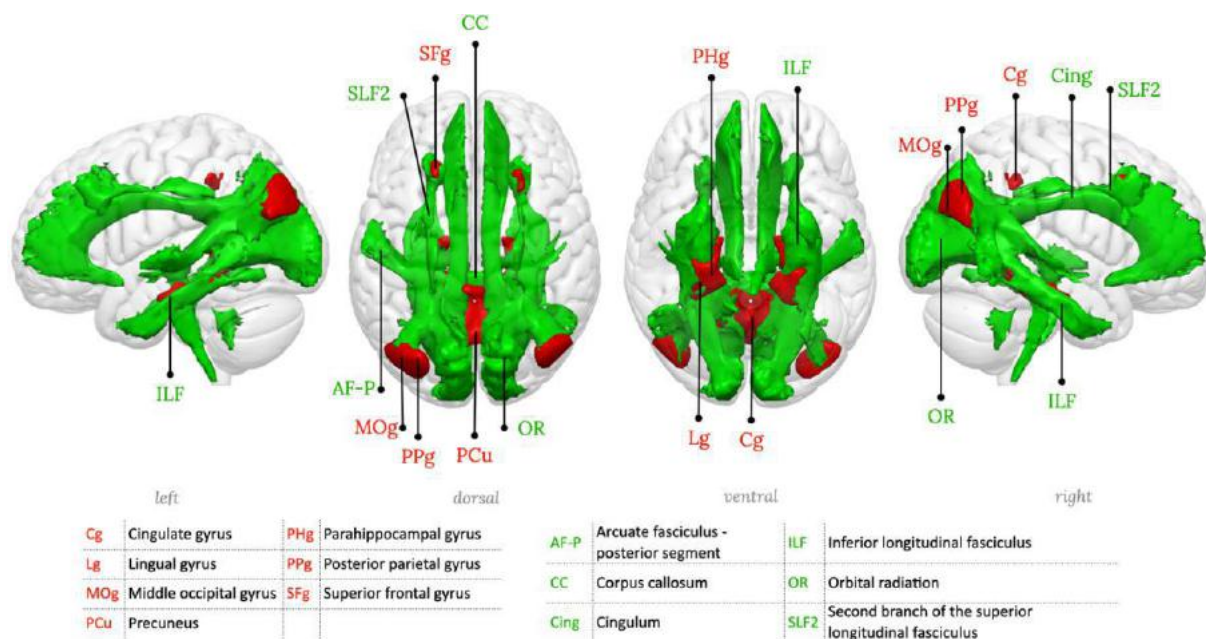 CC
SFg
SLF2
PHg
ILF
Cg
Cing
SLF2
PPg
MOg
ILF
AF-P
MOg
PPg
PCu
OR
Lg
Cg
OR
ILF
left
dorsal
ventral
right
Cg Cingulate gyrus PHg Parahippocampal gyrus
Lg Lingual gyrus PPg Posterior parietal gyrus
MOg Middle occipital gyrus SFg Superior frontal gyrus
PCu Precuneus
AF-P Arcuate fasciculus -
posterior segment
ILF Inferior longitudinal fasciculus
CC Corpus callosum OR Orbital radiation
Cing Cingulum SLF2 Second branch of the superior
longitudinal fasciculus